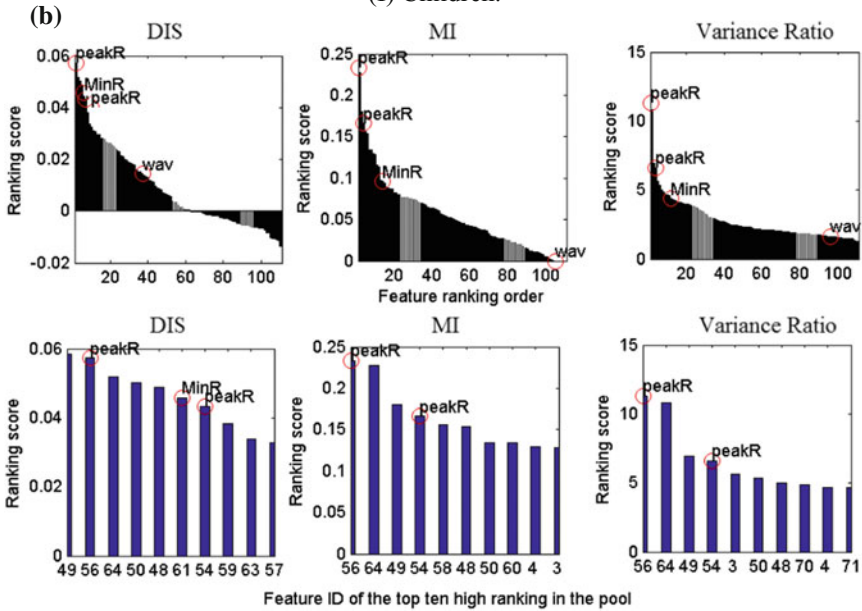 (I) Children.
(b)
DIS MI Variance Ratio
0.06 0.25 15
peakR peakR
MinR peakR 0.2 peakR
0.04 peakR
0.15 10
Ranking score Ranking score Ranking score
0.02 wav MinR peakR
0.1
0 5 MinR
0.05
wav wav
-0.02 0 0
20 40 60 80 100 20 40 60 80 100 20 40 60 80 100
Feature ranking order
DIS MI Variance Ratio
0.06 peakR 0.25 peakR 15
MinR 0.2 peakR
0.04 peakR peakR 10
0.15
Ranking score Ranking score Ranking score
0.1 peakR
0.02 5
0.05
0 0 0
49 56 64 50 48 61 54 59 63 57 56 64 49 54 58 48 50 60 4 3 56 64 49 54 3 50 48 70 4 71
Feature ID of the top ten high ranking in the pool